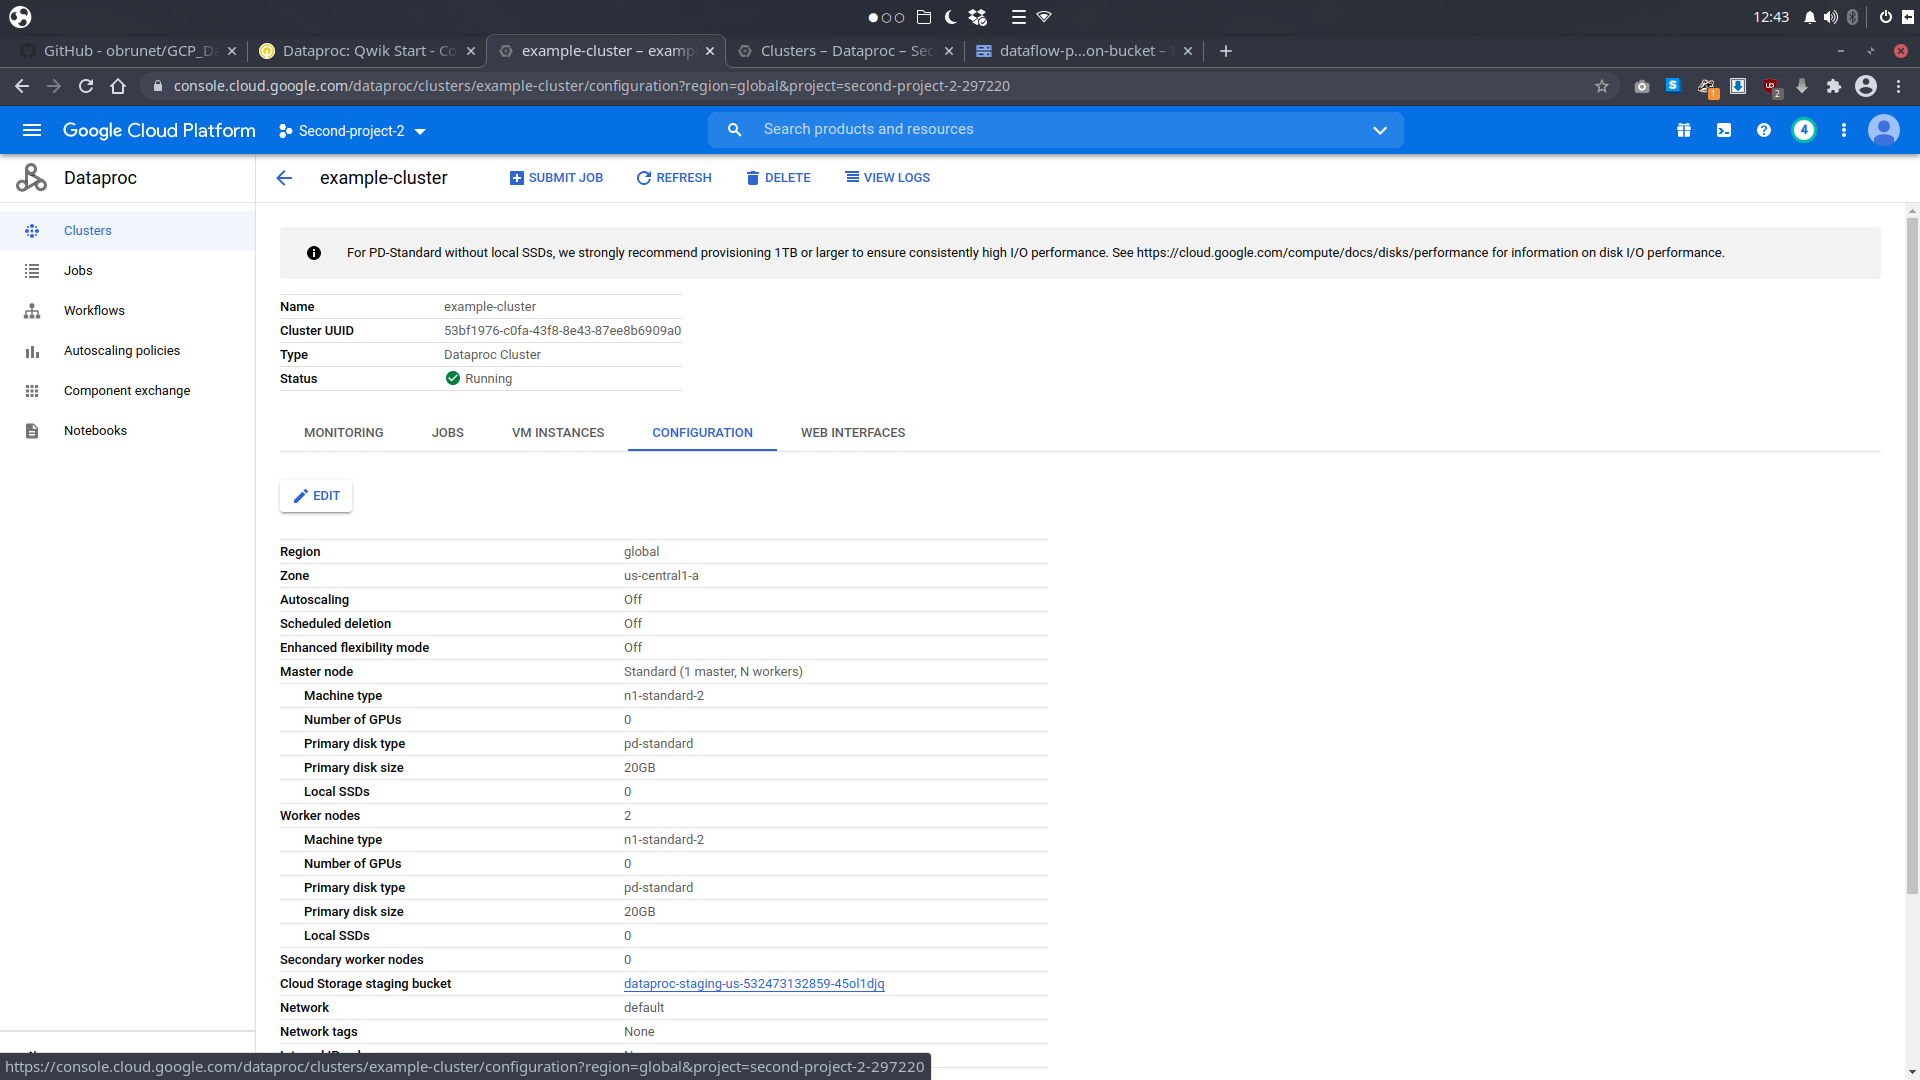 12:43
GitHub - obrunet/GCP_Da
Dataproc: Qwik Start - Co
example-cluster – examp
Clusters – Dataproc – Sec
dataflow-p...on-bucket –
console.cloud.google.com/dataproc/clusters/example-cluster/configuration?region=global&project=second-project-2-297220
1
2
Google Cloud Platform
Second-project-2
Search products and resources
4
Dataproc
example-cluster
SUBMIT JOB
REFRESH
DELETE
VIEW LOGS
Clusters
Jobs
Workflows
Autoscaling policies
Component exchange
Notebooks
For PD-Standard without local SSDs, we strongly recommend provisioning 1TB or larger to ensure consistently high I/O performance. See https://cloud.google.com/compute/docs/disks/performance for information on disk I/O performance.
Name example-cluster
Cluster UUID 53bf1976-c0fa-43f8-8e43-87ee8b6909a0
Type Dataproc Cluster
Status Running
MONITORING
JOBS
VM INSTANCES
CONFIGURATION
WEB INTERFACES
EDIT
Region global
Zone us-central1-a
Autoscaling Off
Scheduled deletion Off
Enhanced flexibility mode Off
Master node Standard (1 master, N workers)
Machine type n1-standard-2
Number of GPUs 0
Primary disk type pd-standard
Primary disk size 20GB
Local SSDs 0
Worker nodes 2
Machine type n1-standard-2
Number of GPUs 0
Primary disk type pd-standard
Primary disk size 20GB
Local SSDs 0
Secondary worker nodes 0
Cloud Storage staging bucket dataproc-staging-us-532473132859-45ol1djq
Network default
Network tags None
https://console.cloud.google.com/dataproc/clusters/example-cluster/configuration?region=global&project=second-project-2-297220